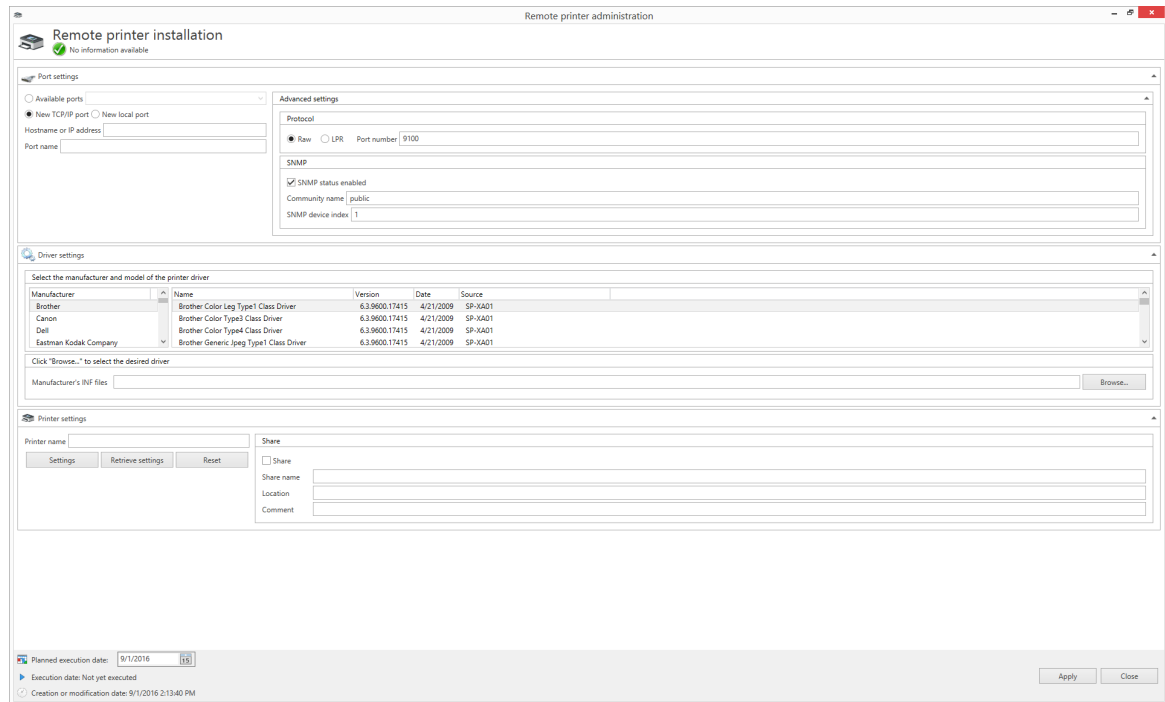 Remote printer administration
Remote printer installation
No information available
Port settings
Available ports
New TCP/IP port New local port
Hostname or IP address
Port name
Advanced settings
Protocol
Raw LPR Port number 9100
SNMP
SNMP status enabled
Community name public
SNMP device index 1
Driver settings
Select the manufacturer and model of the printer driver
Manufacturer Name Version Date Source
Brother Brother Color Leg Type1 Class Driver 6.3.9600.17415 4/21/2009 SP-XA01
Canon Brother Color Type3 Class Driver 6.3.9600.17415 4/21/2009 SP-XA01
Dell Brother Color Type4 Class Driver 6.3.9600.17415 4/21/2009 SP-XA01
Eastman Kodak Company Brother Generic Jpeg Type1 Class Driver 6.3.9600.17415 4/21/2009 SP-XA01
Click "Browse..." to select the desired driver
Manufacturer's INF files Browse...
Printer settings
Printer name
Settings Retrieve settings Reset
Share
Share
Share name
Location
Comment
Planned execution date: 9/1/2016 15
Execution date: Not yet executed
Creation or modification date: 9/1/2016 2:13:40 PM
Apply Close